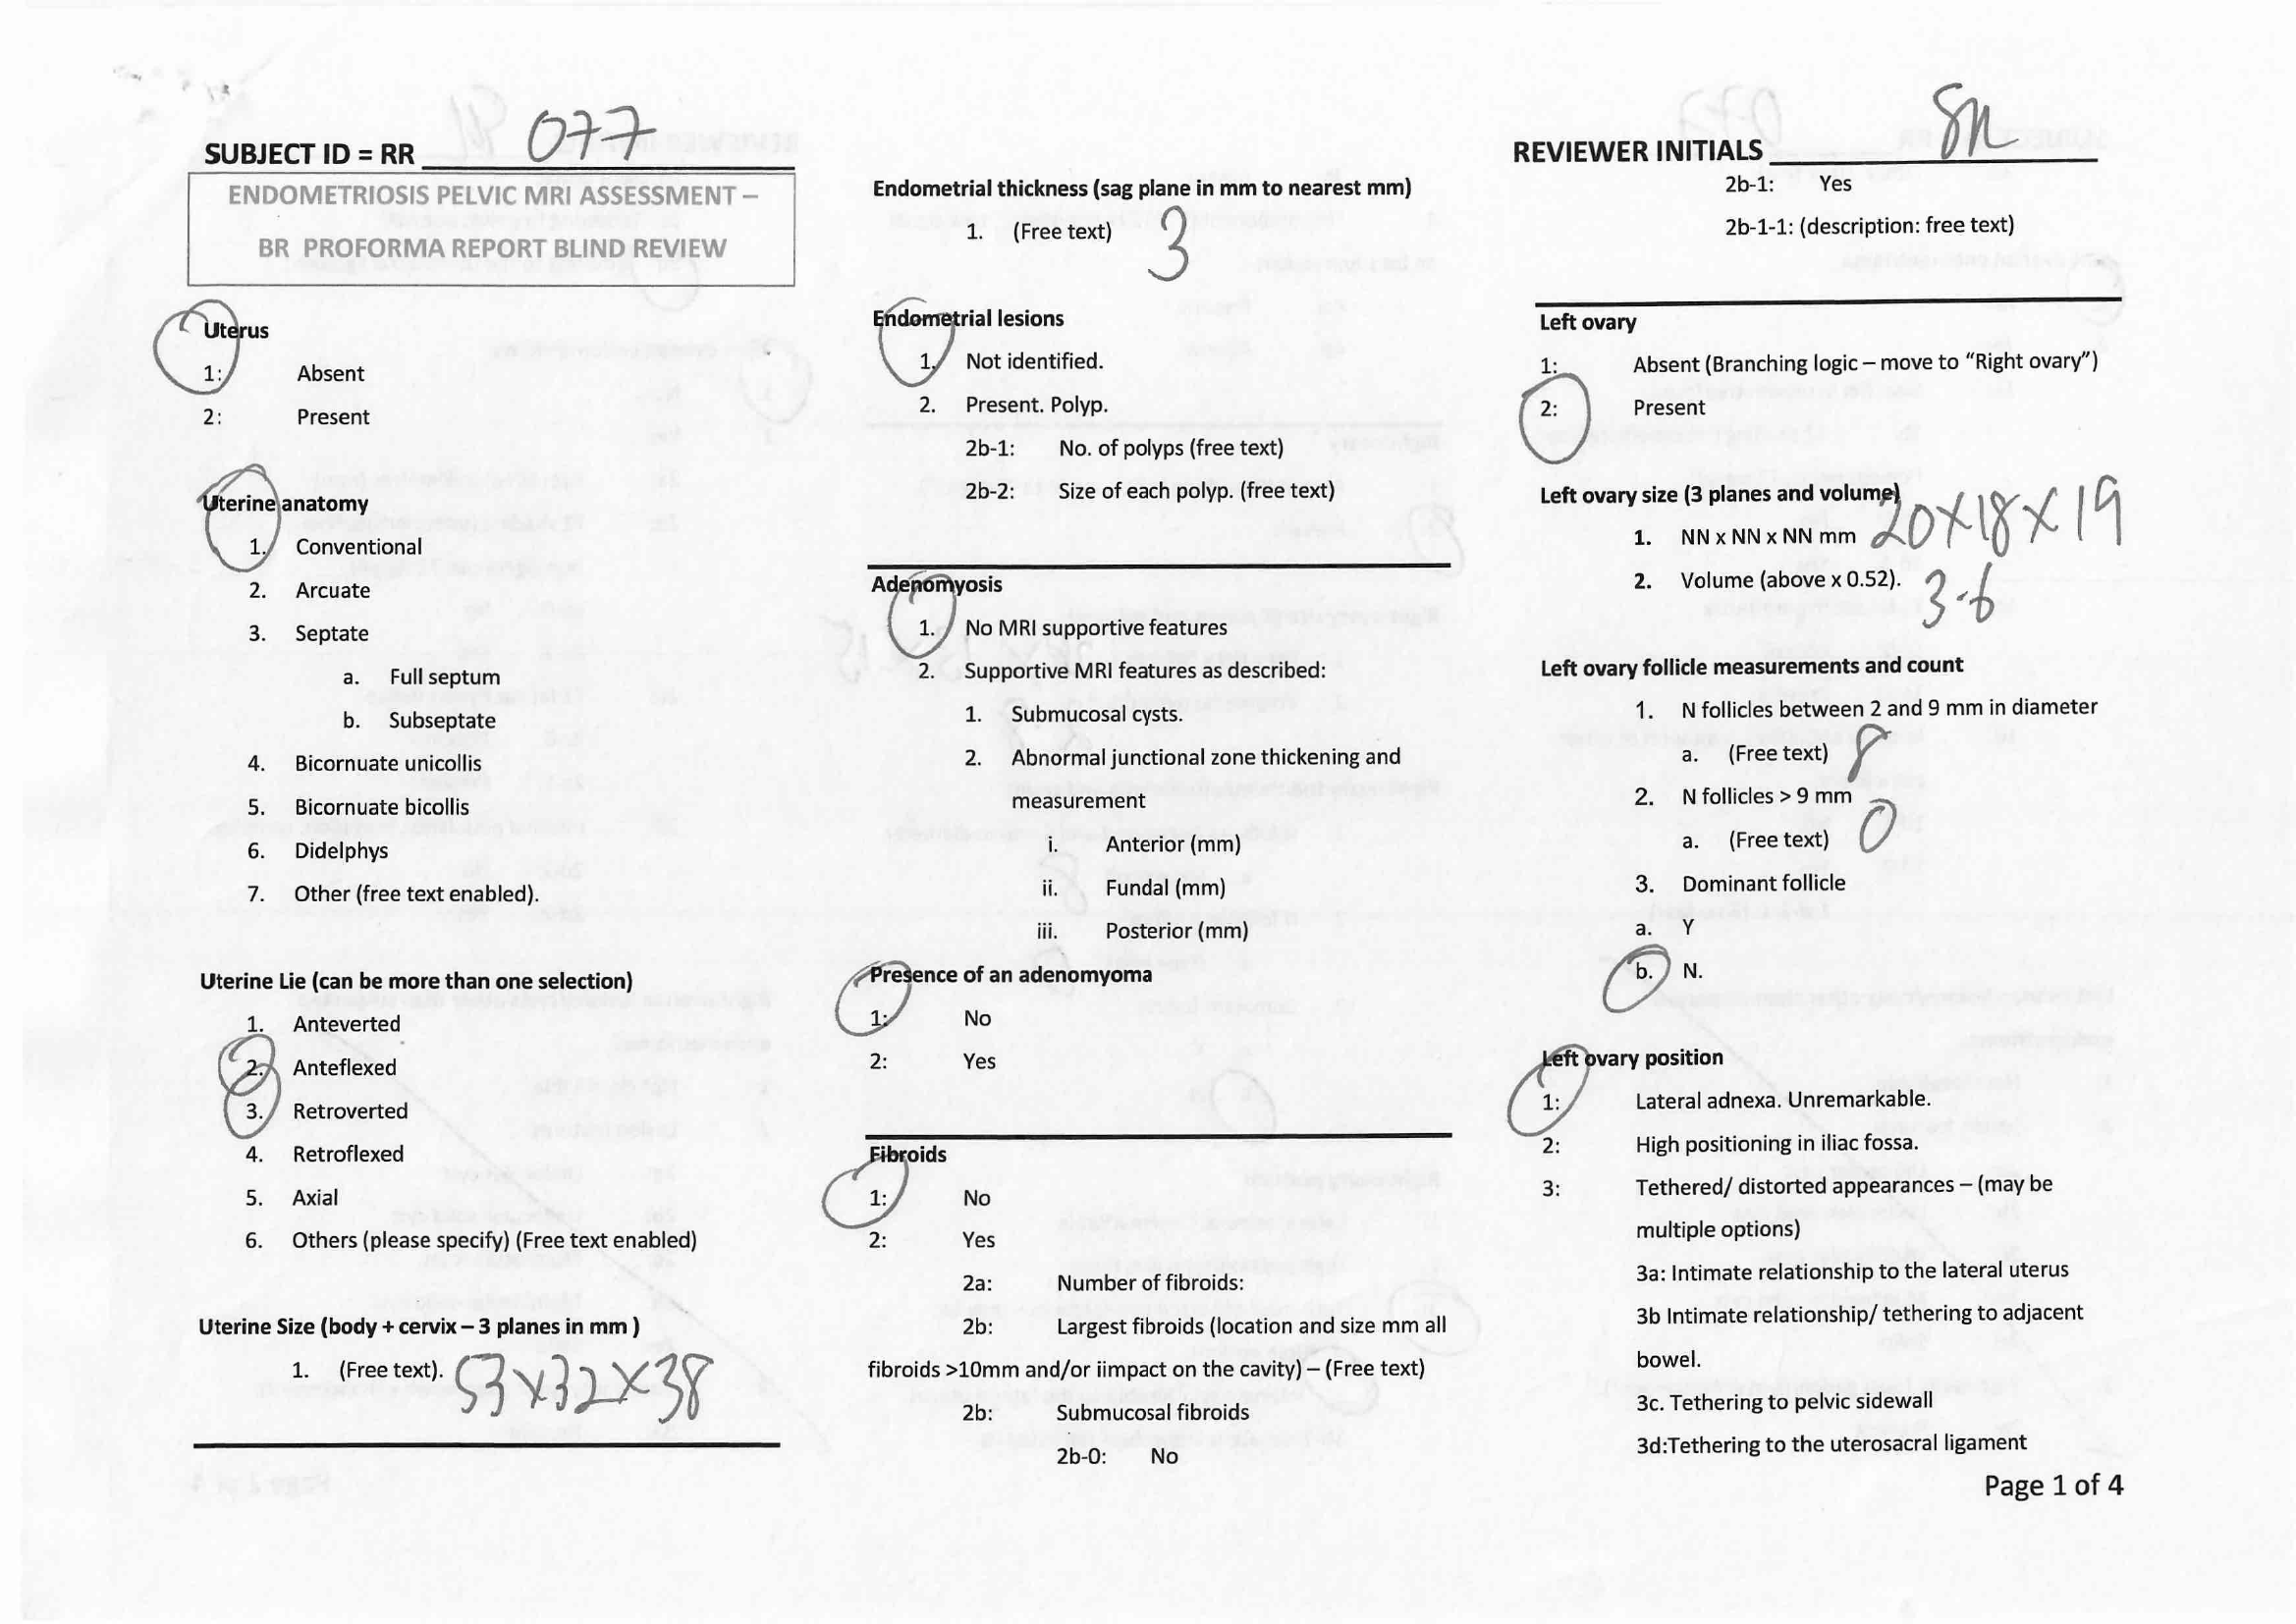 SUBJECT ID = RR 077
ENDOMETRIOSIS PELVIC MRI ASSESSMENT –
BR PROFORMA REPORT BLIND REVIEW
Uterus
1: Absent
2: Present
Uterine anatomy
1. Conventional
2. Arcuate
3. Septate
a. Full septum
b. Subseptate
4. Bicornuate unicollis
5. Bicornuate bicollis
6. Didelphys
7. Other (free text enabled).
Uterine Lie (can be more than one selection)
1. Anteverted
2. Anteflexed
3. Retroverted
4. Retroflexed
5. Axial
6. Others (please specify) (Free text enabled)
Uterine Size (body + cervix – 3 planes in mm )
1. (Free text). 53x32x38
Endometrial thickness (sag plane in mm to nearest mm)
1. (Free text) 3
Endometrial lesions
1. Not identified.
2. Present. Polyp.
2b-1: No. of polyps (free text)
2b-2: Size of each polyp. (free text)
Adenomyosis
1. No MRI supportive features
2. Supportive MRI features as described:
1. Submucosal cysts.
2. Abnormal junctional zone thickening and
measurement
i. Anterior (mm)
ii. Fundal (mm)
iii. Posterior (mm)
Presence of an adenomyoma
1: No
2: Yes
Fibroids
1: No
2: Yes
2a: Number of fibroids:
2b: Largest fibroids (location and size mm all
fibroids >10mm and/or iimpact on the cavity) – (Free text)
2b: Submucosal fibroids
2b-0: No
REVIEWER INITIALS
2b-1: Yes
2b-1-1: (description: free text)
Left ovary
1: Absent (Branching logic – move to “Right ovary”)
2: Present
Left ovary size (3 planes and volume)
1. NN x NN x NN mm 20x18x19
2. Volume (above x 0.52). 3.6
Left ovary follicle measurements and count
1. N follicles between 2 and 9 mm in diameter
a. (Free text) 8
2. N follicles > 9 mm
a. (Free text) 0
3. Dominant follicle
a. Y
b. N.
Left ovary position
1: Lateral adnexa. Unremarkable.
2: High positioning in iliac fossa.
3: Tethered/ distorted appearances – (may be
multiple options)
3a: Intimate relationship to the lateral uterus
3b Intimate relationship/ tethering to adjacent
bowel.
3c. Tethering to pelvic sidewall
3d:Tethering to the uterosacral ligament
Page 1 of 4